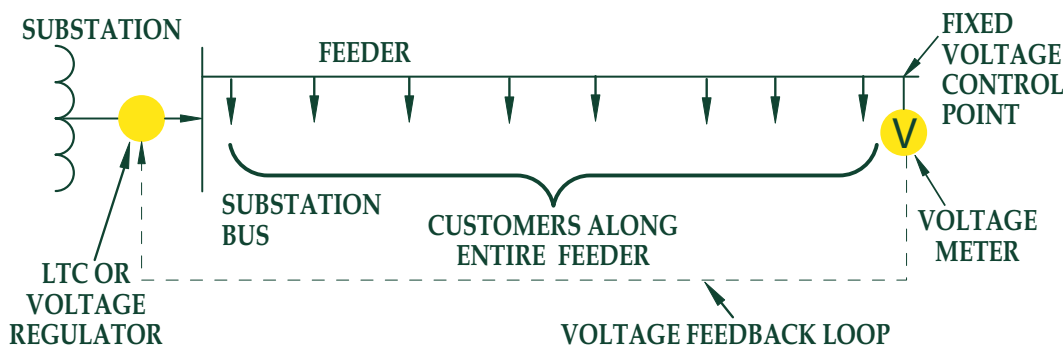 SUBSTATION
FEEDER
FIXED
VOLTAGE
CONTROL
POINT
V
SUBSTATION
BUS
CUSTOMERS ALONG
ENTIRE FEEDER
VOLTAGE
METER
LTC OR
VOLTAGE
REGULATOR
VOLTAGE FEEDBACK LOOP